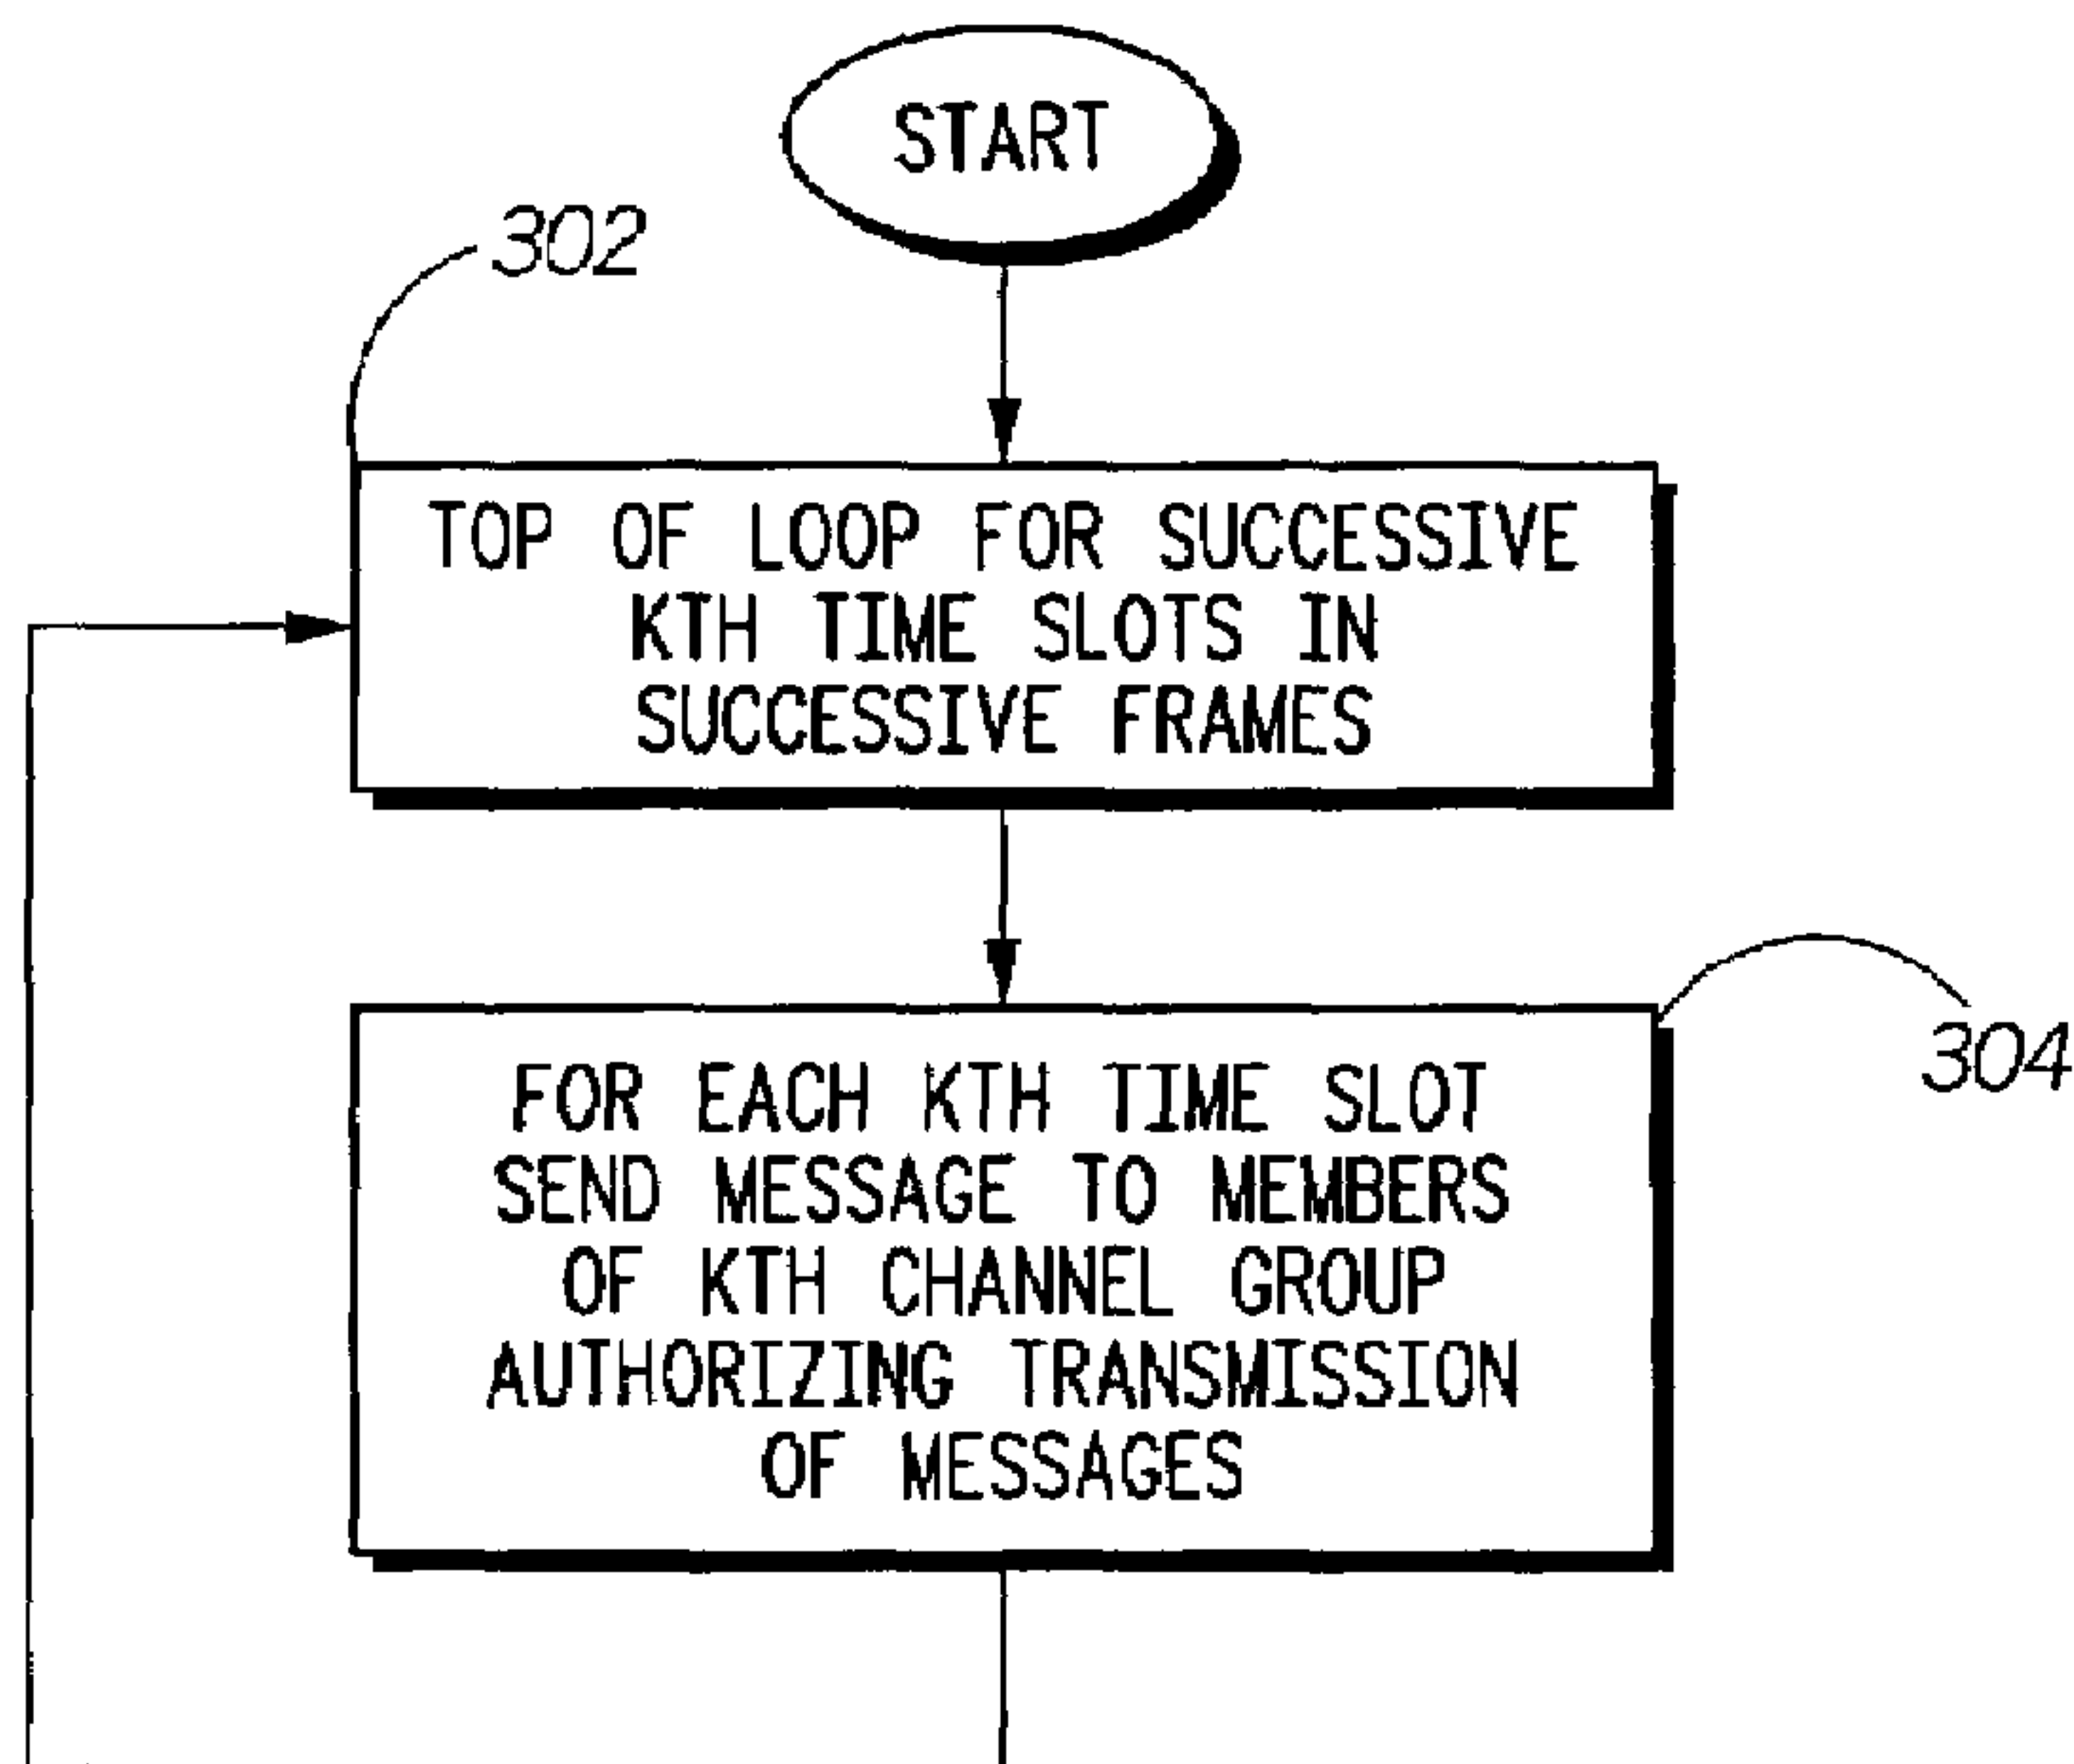 START
302
TOP OF LOOP FOR SUCCESSIVE
KTH TIME SLOTS IN
SUCCESSIVE FRAMES
304
FOR EACH KTH TIME SLOT
SEND MESSAGE TO MEMBERS
OF KTH CHANNEL GROUP
AUTHORIZING TRANSMISSION
OF MESSAGES